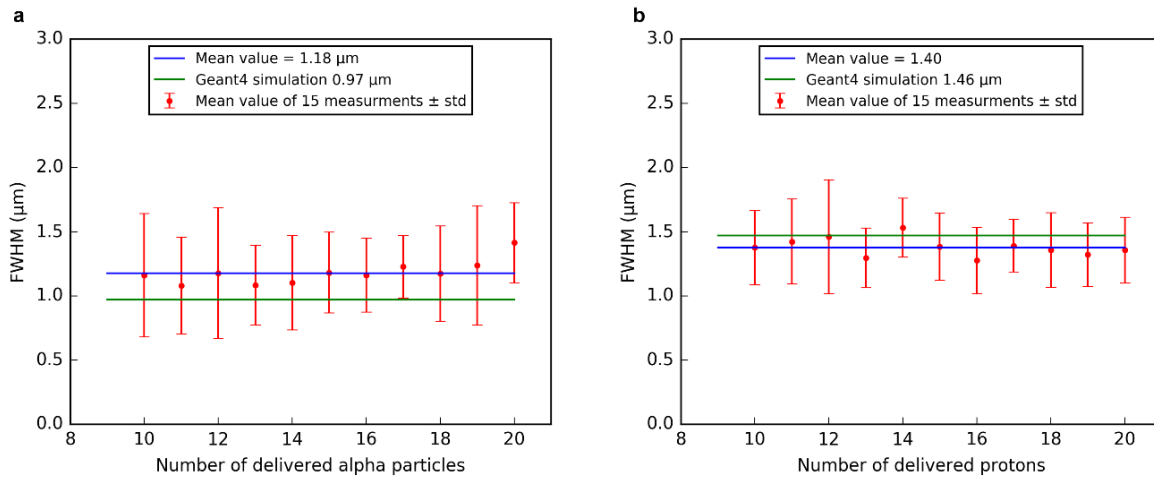 a
3.0
2.5
2.0
1.5
1.0
0.5
0.0
FWHM (µm)
Mean value = 1.18 µm
Geant4 simulation 0.97 µm
Mean value of 15 measurments ± std
8 10 12 14 16 18 20
Number of delivered alpha particles
b
3.0
2.5
2.0
1.5
1.0
0.5
0.0
FWHM (µm)
Mean value = 1.40
Geant4 simulation 1.46 µm
Mean value of 15 measurments ± std
8 10 12 14 16 18 20
Number of delivered protons